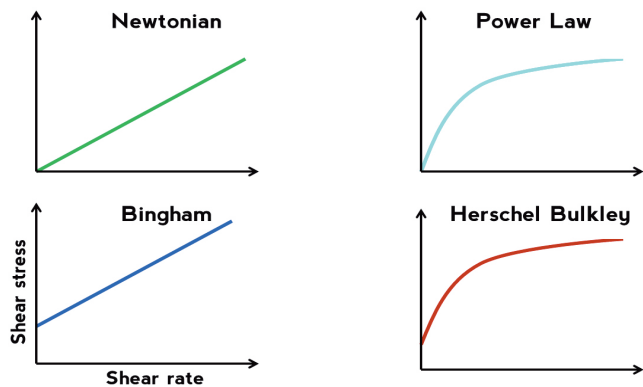 Newtonian
Power Law
Bingham
Herschel Bulkley
Shear stress
Shear rate